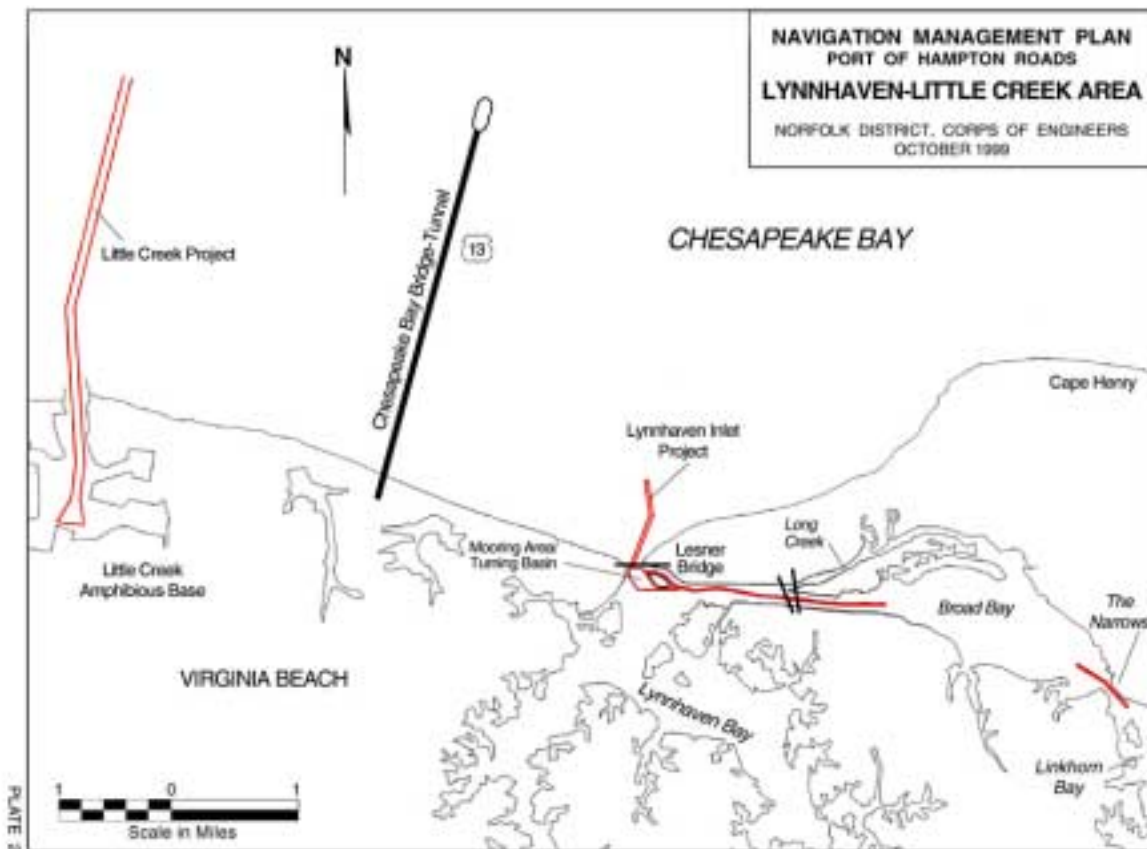 NAVIGATION MANAGEMENT PLAN
PORT OF HAMPTON ROADS
LYNNHAVEN-LITTLE CREEK AREA
NORFOLK DISTRICT, CORPS OF ENGINEERS
OCTOBER 1999
N
Little Creek Project
Chesapeake Bay Bridge-Tunnel
13
CHESAPEAKE BAY
Cape Henry
Lynnhaven Inlet
Project
Mooring Area/
Turning Basin
Lesner
Bridge
Long
Creek
Little Creek
Amphibious Base
Broad Bay
The
Narrows
VIRGINIA BEACH
Lynnhaven Bay
Linkhorn
Bay
1 0 1
Scale in Miles
PLATE 2